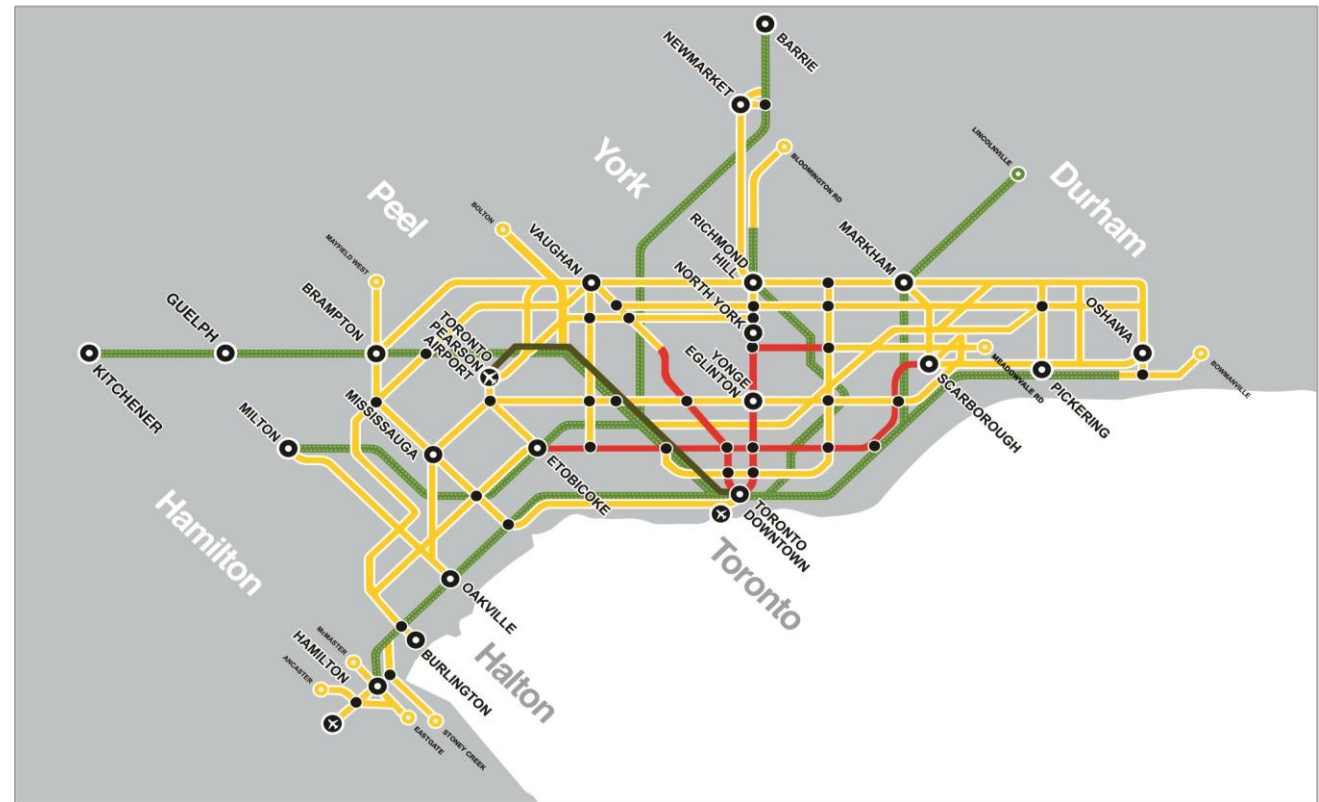 BARRIE
NEWMARKET
BLOOMINGTON RD
LINCOLNVILLE
York
Durham
Peel
BOLTON
MAYFIELD WEST
VAUGHAN
RICHMOND
HILL
MARKHAM
NORTH YORK
BRAMPTON
GUELPH
KITCHENER
TORONTO
PEARSON
AIRPORT
YONGE
EGLINTON
OSHAWA
BOWMANVILLE
MEADOWVALE RD
SCARBOROUGH
PICKERING
MILTON
MISSISSAUGA
ETOBICOKE
TORONTO
DOWNTOWN
Toronto
Hamilton
OAKVILLE
Halton
BURLINGTON
HAMILTON
McMASTER
ANCASTER
EASTGATE
STONEY CREEK